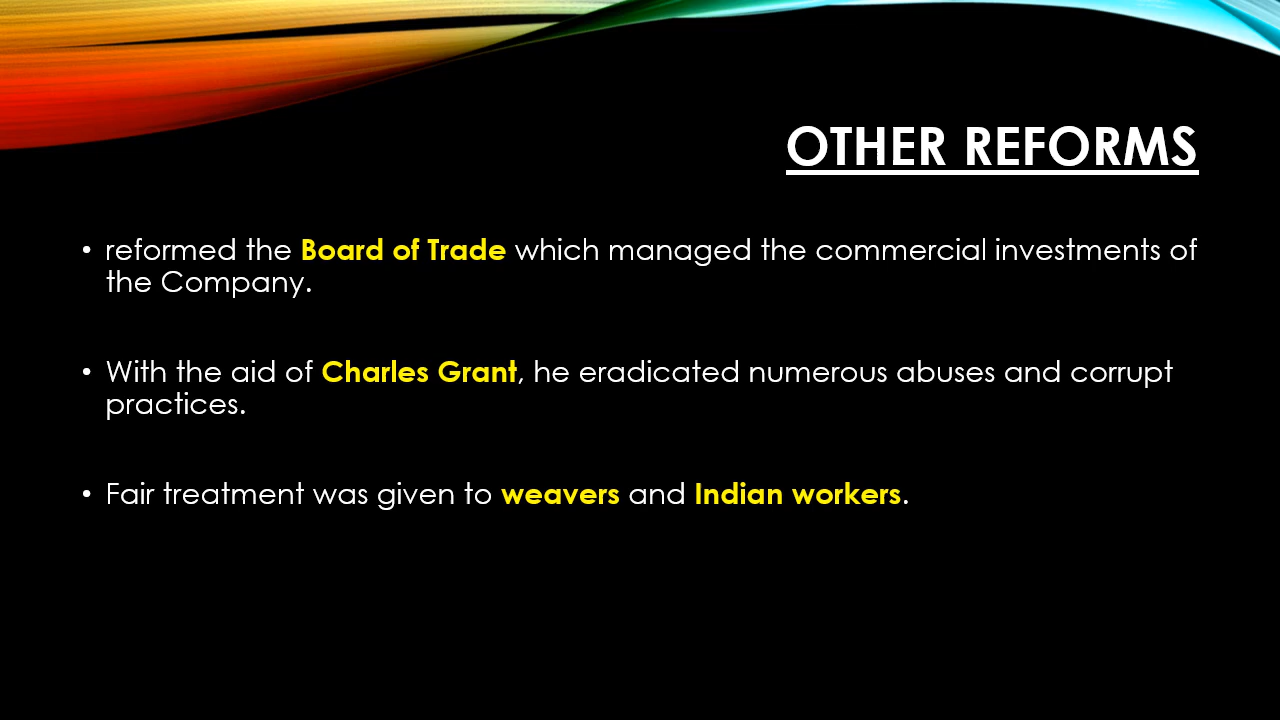 OTHER REFORMS
• reformed the Board of Trade which managed the commercial investments of
the Company.
• With the aid of Charles Grant, he eradicated numerous abuses and corrupt
practices.
• Fair treatment was given to weavers and Indian workers.